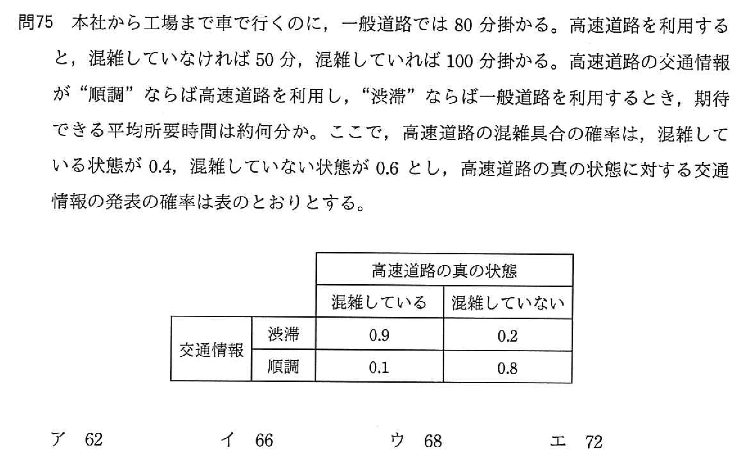 問75 本社から工場まで車で行くのに，一般道路では 80 分掛かる。高速道路を利用する
と，混雑していなければ 50 分，混雑していれば 100 分掛かる。高速道路の交通情報
が“順調”ならば高速道路を利用し，“渋滞”ならば一般道路を利用するとき，期待
できる平均所要時間は約何分か。ここで，高速道路の混雑具合の確率は，混雑して
いる状態が 0.4，混雑していない状態が 0.6 とし，高速道路の真の状態に対する交通
情報の発表の確率は表のとおりとする。
高速道路の真の状態
混雑している 混雑していない
交通情報 渋滞 0.9 0.2
順調 0.1 0.8
ア 62 イ 66 ウ 68 エ 72